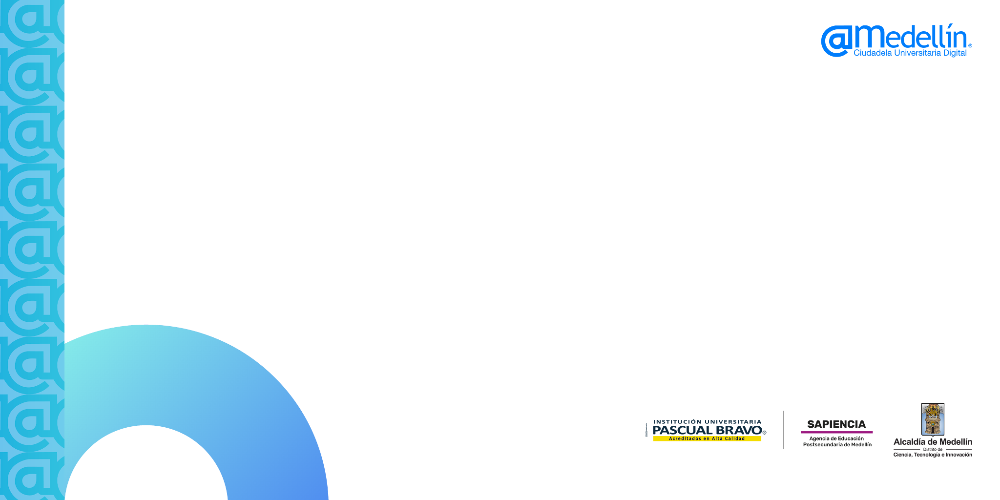 @medellín®
Ciudadela Universitaria Digital
INSTITUCIÓN UNIVERSITARIA
PASCUAL BRAVO®
Acreditados en Alta Calidad
SAPIENCIA
Agencia de Educación
Postsecundaria de Medellín
Alcaldía de Medellín
Distrito de
Ciencia, Tecnología e Innovación